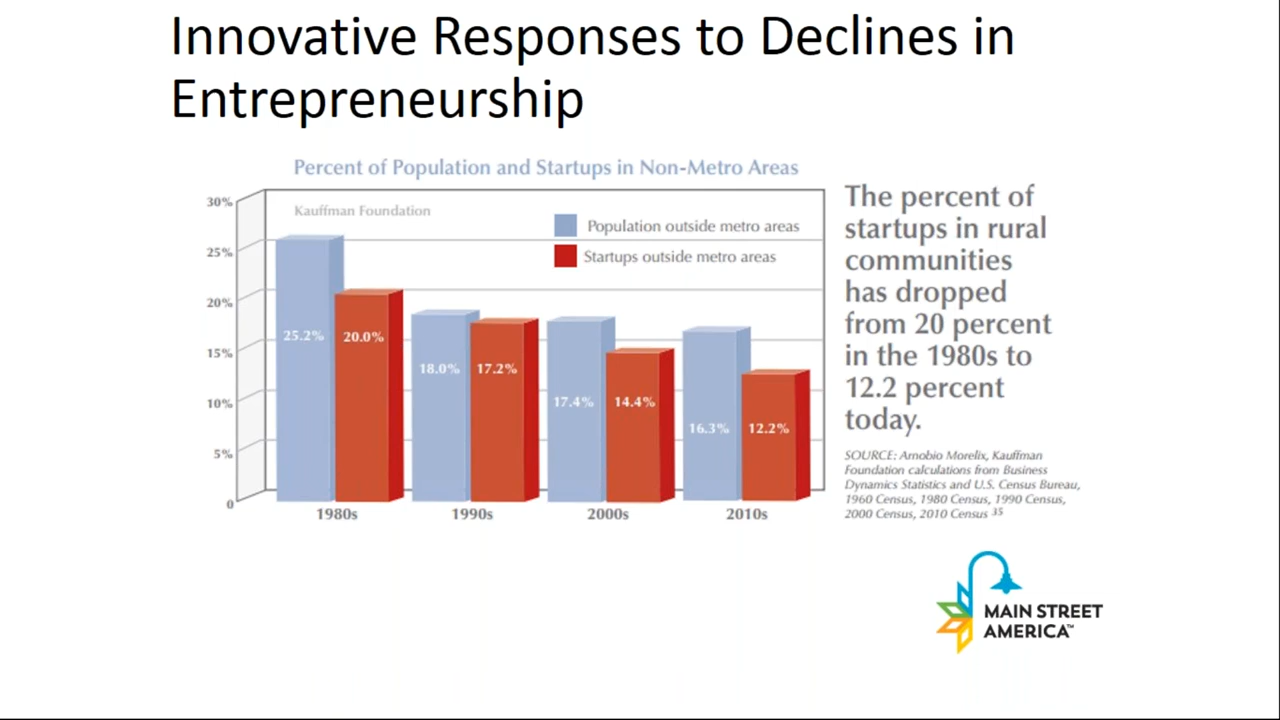 Innovative Responses to Declines in
Entrepreneurship
Percent of Population and Startups in Non-Metro Areas
30%
25%
20%
15%
10%
5%
0
Kauffman Foundation
Population outside metro areas
Startups outside metro areas
25.2%
20.0%
18.0%
17.2%
17.4%
14.4%
16.3%
12.2%
1980s
1990s
2000s
2010s
The percent of
startups in rural
communities
has dropped
from 20 percent
in the 1980s to
12.2 percent
today.
SOURCE: Arnobio Morelix, Kauffman
Foundation calculations from Business
Dynamics Statistics and U.S. Census Bureau,
1960 Census, 1980 Census, 1990 Census,
2000 Census, 2010 Census 35
MAIN STREET
AMERICA™